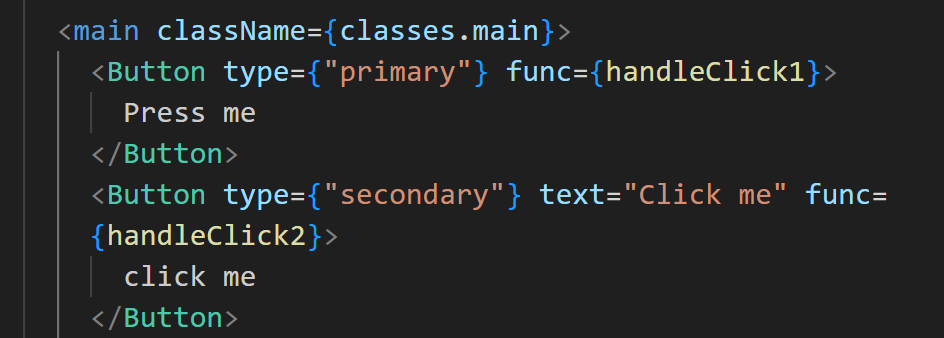 <main className={classes.main}>
<Button type={"primary"} func={handleClick1}>
Press me
</Button>
<Button type={"secondary"} text="Click me" func=
{handleClick2}>
click me
</Button>